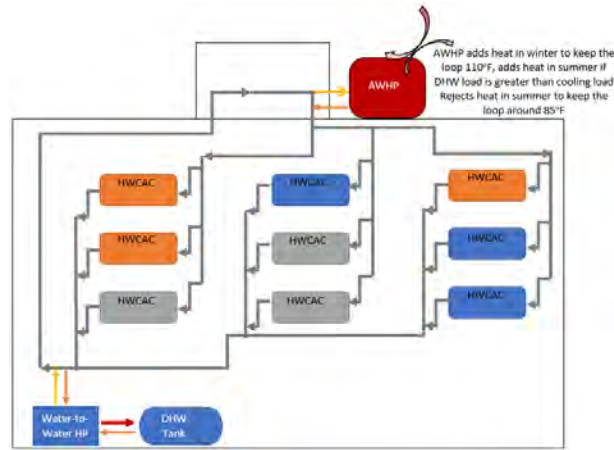 AWHP adds heat in winter to keep the
loop 110°F, adds heat in summer if
DHW load is greater than cooling load
Rejects heat in summer to keep the
loop around 85°F
AWHP
HWCAC
HWCAC
HWCAC
HWCAC
HWCAC
HWCAC
HWCAC
HWCAC
HWCAC
Water-to-
Water HP
DHW
Tank